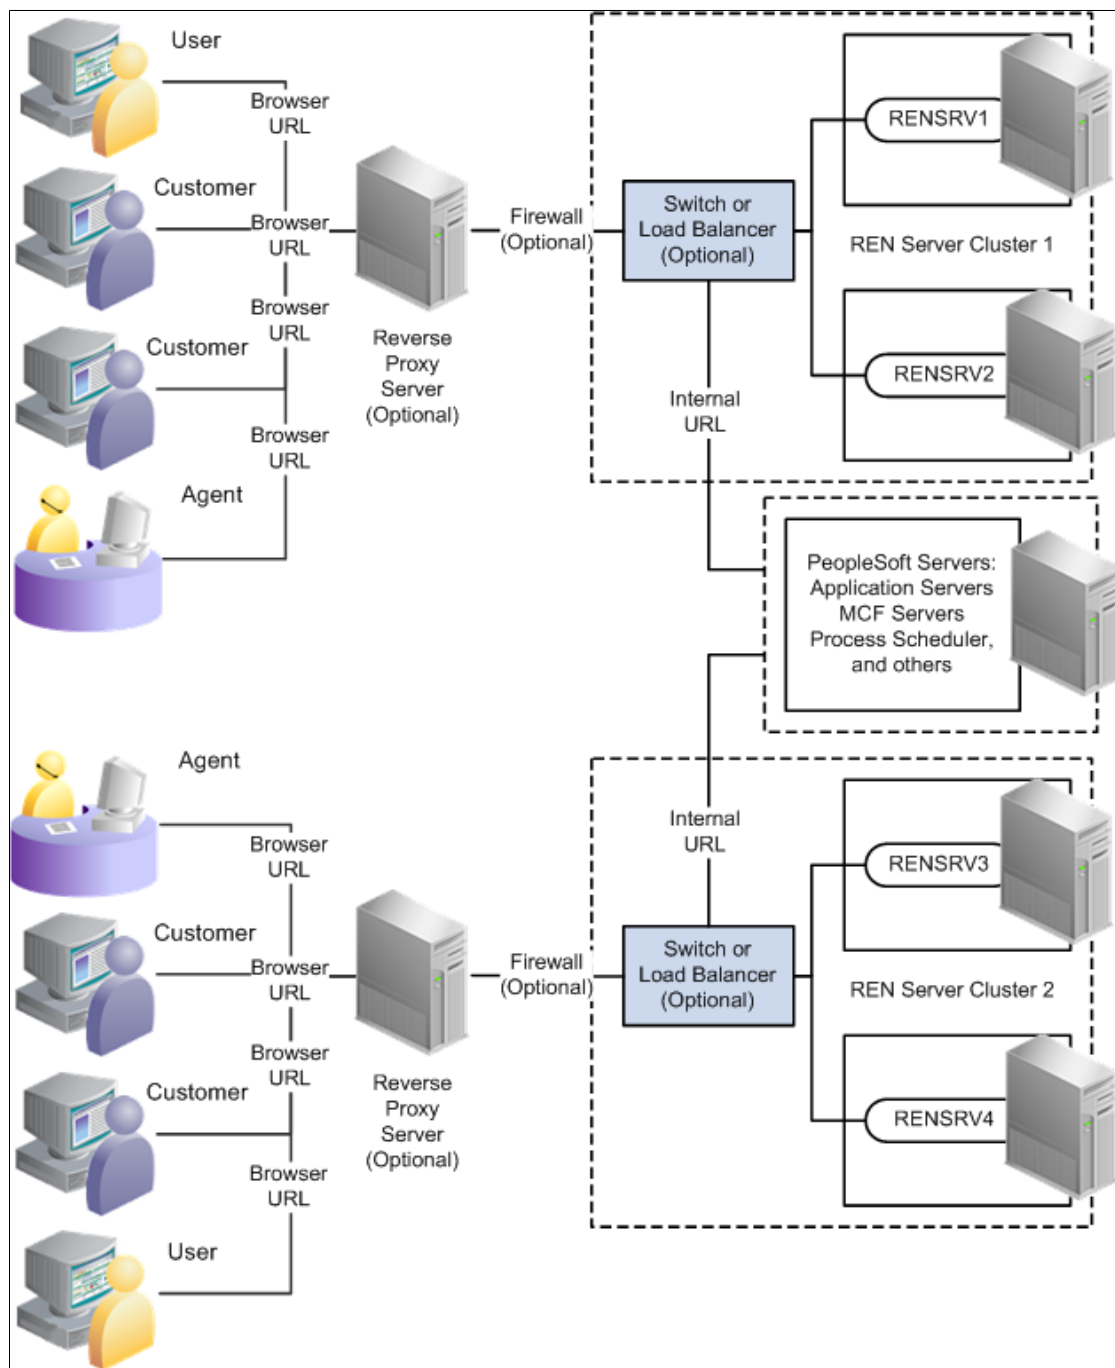 User
Browser
URL
Customer
Browser
URL
Browser
URL
Customer
Browser
URL
Agent
Reverse
Proxy
Server
(Optional)
Firewall
(Optional)
Switch or
Load Balancer
(Optional)
RENSRV1
REN Server Cluster 1
RENSRV2
Internal
URL
PeopleSoft Servers:
Application Servers
MCF Servers
Process Scheduler,
and others
Agent
Browser
URL
Customer
Browser
URL
Browser
URL
Customer
Browser
URL
User
Reverse
Proxy
Server
(Optional)
Firewall
(Optional)
Internal
URL
Switch or
Load Balancer
(Optional)
RENSRV3
REN Server Cluster 2
RENSRV4